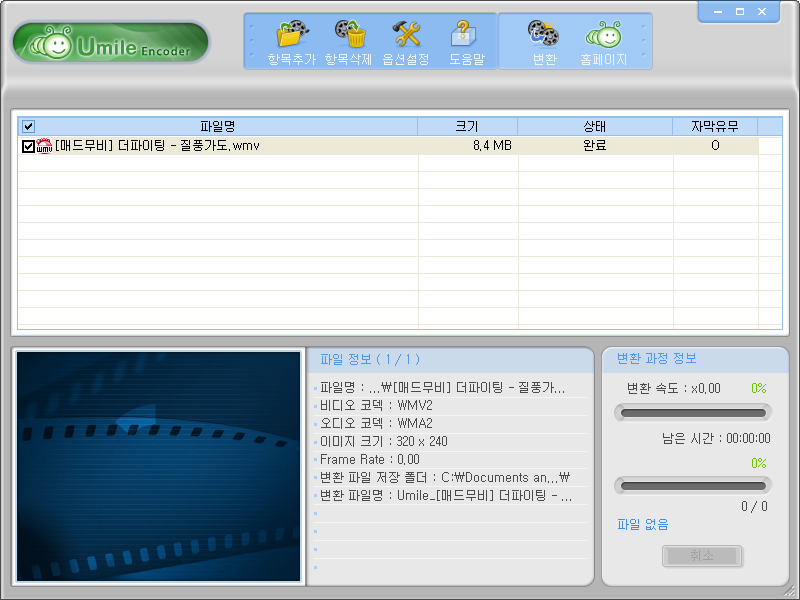 Umile Encoder
항목추가 항목삭제 옵션설정 도움말 변환 홈페이지
파일명 크기 상태 자막유무
[매드무비] 더파이팅 - 질풍가도.wmv 8.4 MB 완료 O
파일 정보 ( 1 / 1 )
파일명 : ...₩[매드무비] 더파이팅 - 질풍가...
비디오 코덱 : WMV2
오디오 코덱 : WMA2
이미지 크기 : 320 x 240
Frame Rate : 0.00
변환 파일 저장 폴더 : C:₩Documents an...₩
변환 파일명 : Umile_[매드무비] 더파이팅 - ...
변환 과정 정보
변환 속도 : x0.00 0%
남은 시간 : 00:00:00
0%
0 / 0
파일 없음
취소